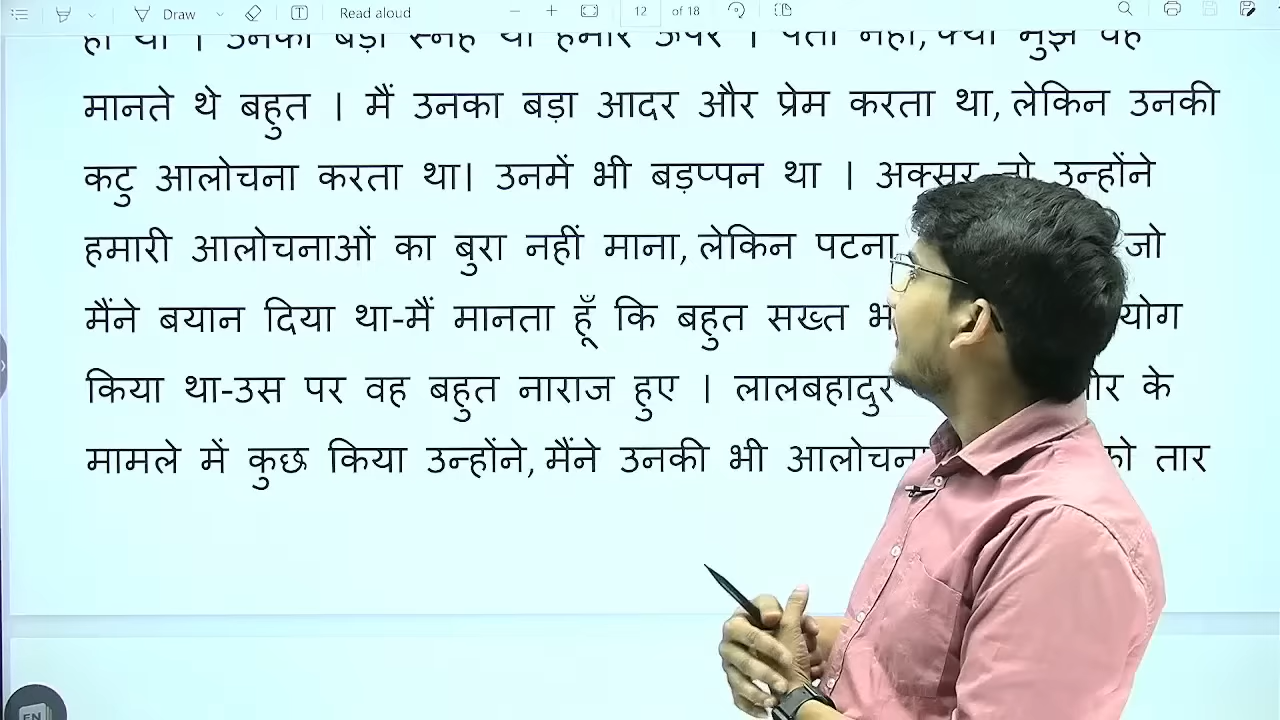 Draw
Read aloud
12 of 18
मानते थे बहुत । मैं उनका बड़ा आदर और प्रेम करता था, लेकिन उनकी
कटु आलोचना करता था। उनमें भी बड़प्पन था । अक्सर तो उन्होंने
हमारी आलोचनाओं का बुरा नहीं माना, लेकिन पटना जो
मैंने बयान दिया था-मैं मानता हूँ कि बहुत सख्त
किया था-उस पर वह बहुत नाराज हुए । लालबहादुर के
मामले में कुछ किया उन्होंने, मैंने उनकी भी तार
EN